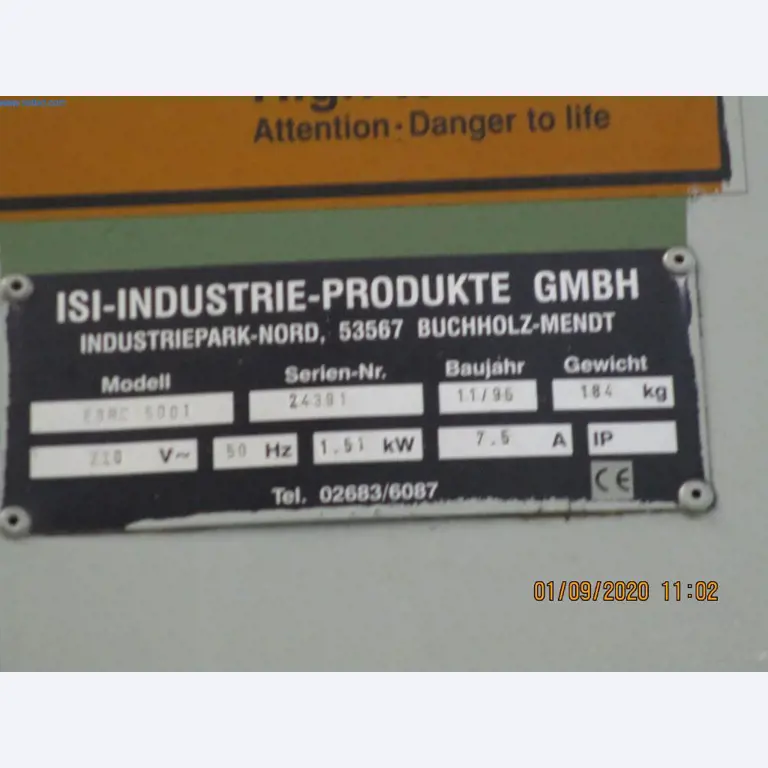 Attention · Danger to life
ISI-INDUSTRIE-PRODUKTE GMBH
INDUSTRIEPARK-NORD, 53567 BUCHHOLZ-MENDT
Modell Serien-Nr. Baujahr Gewicht
5001 24391 11/96 184 kg
V~ 50 Hz 1.51 kW 7.5 A IP
Tel. 02683/6087 CE
01/09/2020 11:02